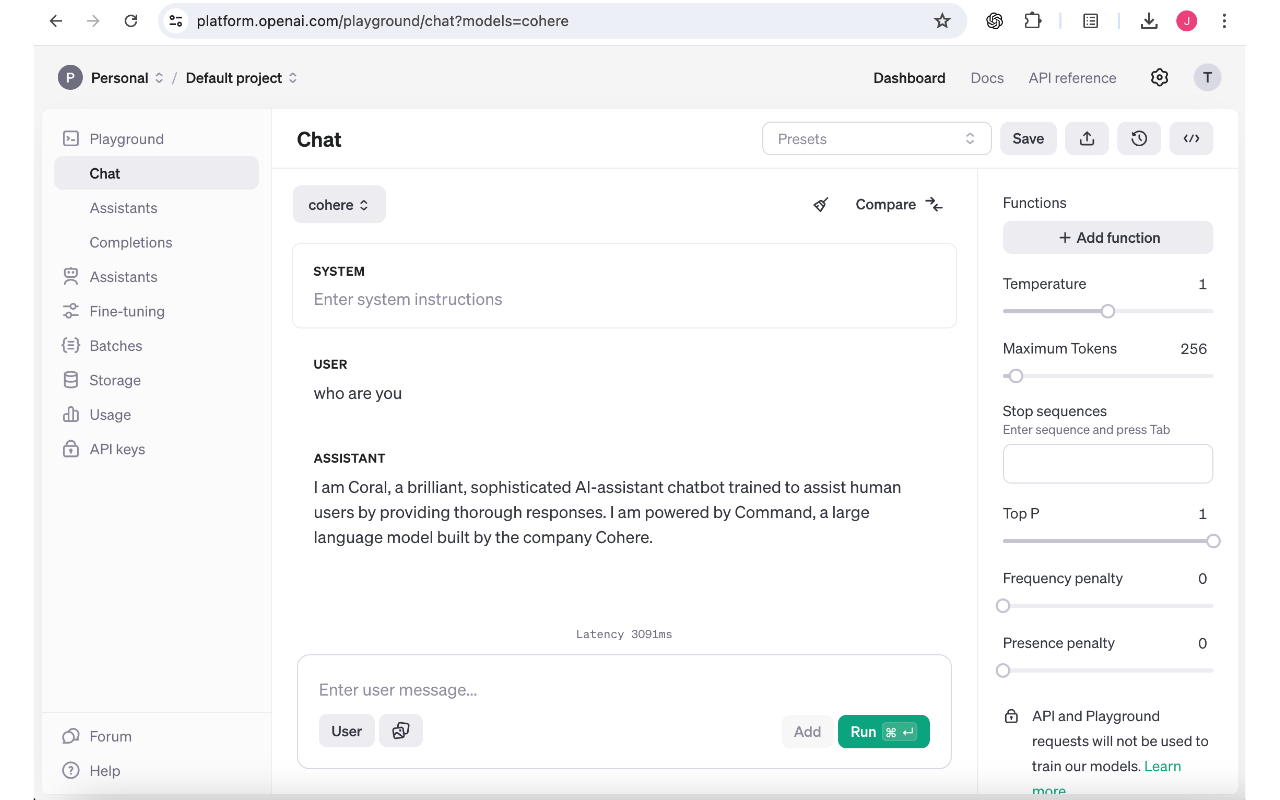 platform.openai.com/playground/chat?models=cohere
J
P Personal / Default project
Dashboard Docs API reference T
Playground
Chat
Assistants
Completions
Assistants
Fine-tuning
Batches
Storage
Usage
API keys
Forum
Help
Chat
Presets
Save
cohere
Compare
SYSTEM
Enter system instructions
USER
who are you
ASSISTANT
I am Coral, a brilliant, sophisticated AI-assistant chatbot trained to assist human
users by providing thorough responses. I am powered by Command, a large
language model built by the company Cohere.
Latency 3091ms
Enter user message...
User
Add
Run ⌘ ↵
Functions
+ Add function
Temperature 1
Maximum Tokens 256
Stop sequences
Enter sequence and press Tab
Top P 1
Frequency penalty 0
Presence penalty 0
API and Playground
requests will not be used to
train our models. Learn
more